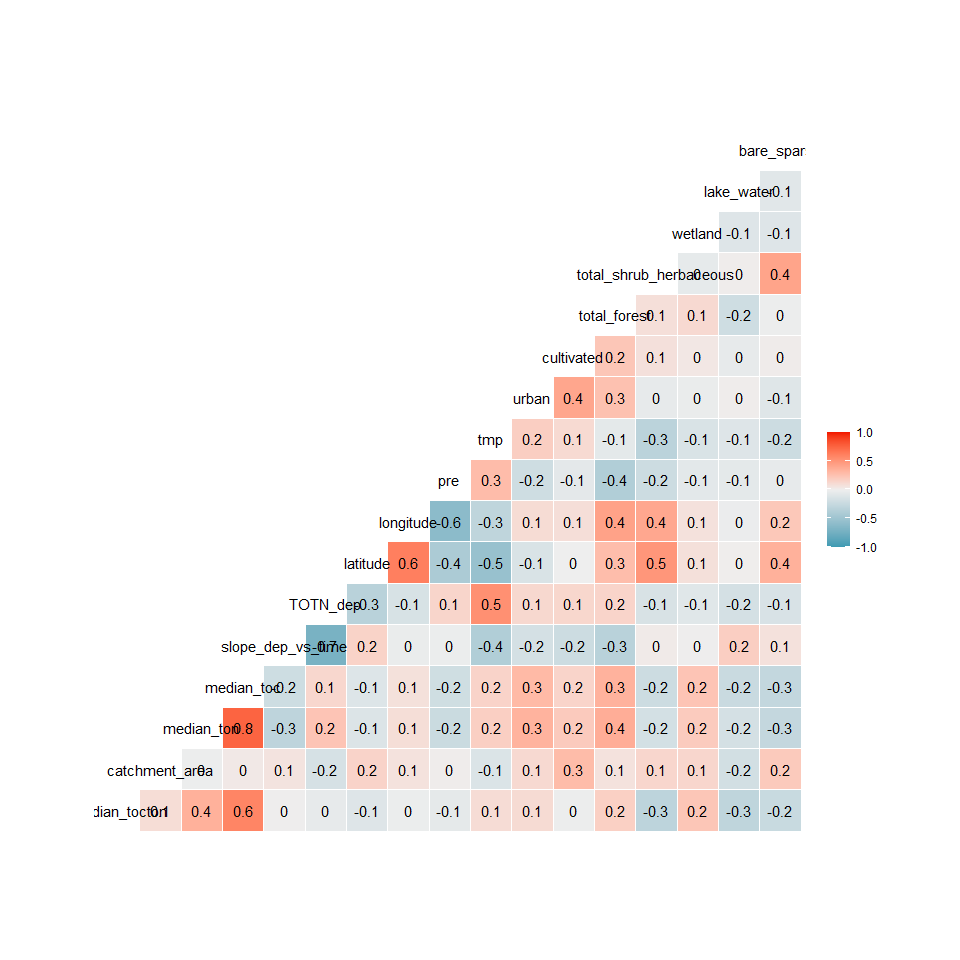 bare_spar
lake_water -0.1
wetland -0.1 -0.1
total_shrub_herbaceous 0 0 0.4
total_forest 0.1 0.1 -0.2 0
cultivated 0.2 0.1 0 0 0
urban 0.4 0.3 0 0 0 -0.1
tmp 0.2 0.1 -0.1 -0.3 -0.1 -0.1 -0.2
pre 0.3 -0.2 -0.1 -0.4 -0.2 -0.1 -0.1 0
longitude -0.6 -0.3 0.1 0.1 0.4 0.4 0.1 0 0.2
latitude 0.6 -0.4 -0.5 -0.1 0 0.3 0.5 0.1 0 0.4
TOTN_dep -0.3 -0.1 0.1 0.5 0.1 0.1 0.2 -0.1 -0.1 -0.2 -0.1
slope_dep_vs_time -0.7 0.2 0 0 -0.4 -0.2 -0.2 -0.3 0 0 0.2 0.1
median_toc -0.2 0.1 -0.1 0.1 -0.2 0.2 0.3 0.2 0.3 -0.2 0.2 -0.2 -0.3
median_ton 0.8 -0.3 0.2 -0.1 0.1 -0.2 0.2 0.3 0.2 0.4 -0.2 0.2 -0.2 -0.3
catchment_area 0 0 0.1 -0.2 0.2 0.1 0 -0.1 0.1 0.3 0.1 0.1 0.1 -0.2 0.2
dian_tocton 0.1 0.4 0.6 0 0 -0.1 0 -0.1 0.1 0.1 0 0.2 -0.3 0.2 -0.3 -0.2
1.0
0.5
0.0
-0.5
-1.0